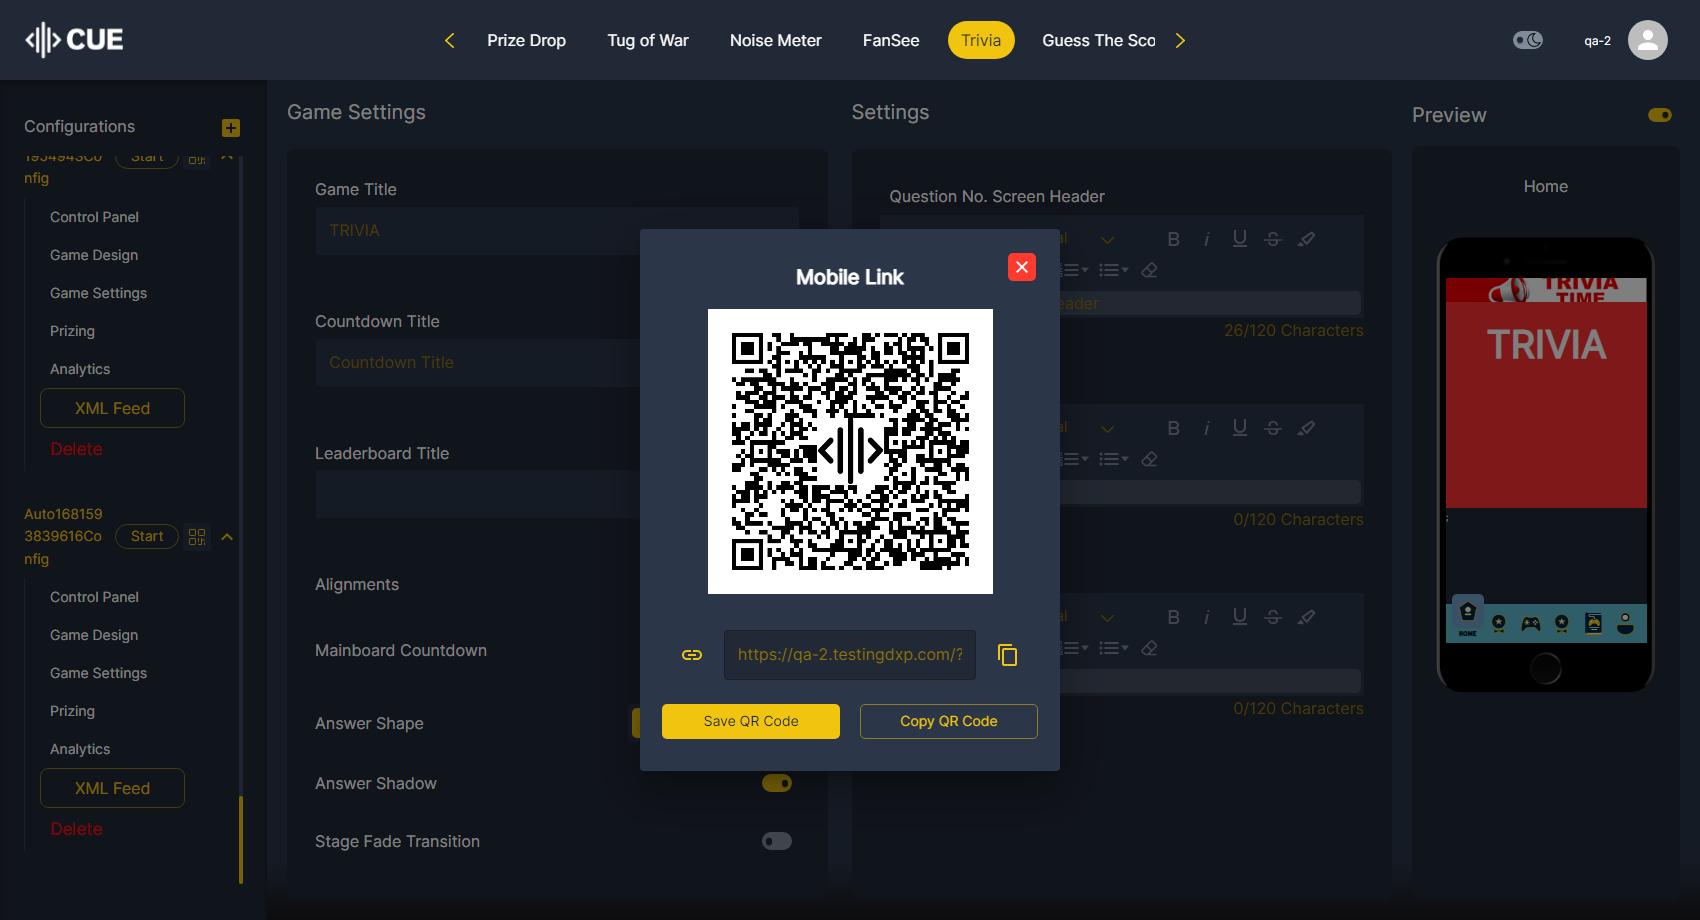 CUE
Prize Drop
Tug of War
Noise Meter
FanSee
Trivia
Guess The Sco
qa-2
Configurations
Start
nfig
Control Panel
Game Design
Game Settings
Prizing
Analytics
XML Feed
Delete
Auto168159
3839616Co
nfig
Start
Control Panel
Game Design
Game Settings
Prizing
Analytics
XML Feed
Delete
Game Settings
Game Title
TRIVIA
Countdown Title
Countdown Title
Leaderboard Title
Alignments
Mainboard Countdown
Answer Shape
Answer Shadow
Stage Fade Transition
Mobile Link
https://qa-2.testingdxp.com/?
Save QR Code
Copy QR Code
Settings
Question No. Screen Header
eader
26/120 Characters
0/120 Characters
0/120 Characters
Preview
Home
TRIVIA
TIME
TRIVIA
HOME